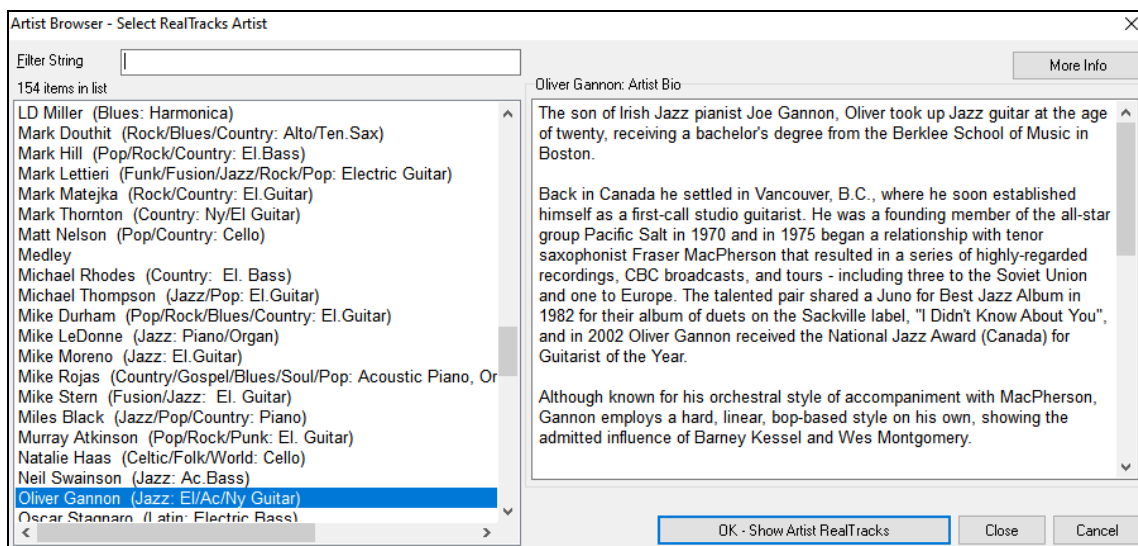 Artist Browser - Select RealTracks Artist
Filter String
More Info
154 items in list
LD Miller (Blues: Harmonica)
Mark Douthit (Rock/Blues/Country: Alto/Ten.Sax)
Mark Hill (Pop/Rock/Country: El.Bass)
Mark Lettieri (Funk/Fusion/Jazz/Rock/Pop: Electric Guitar)
Mark Matejka (Rock/Country: El.Guitar)
Mark Thornton (Country: Ny/El Guitar)
Matt Nelson (Pop/Country: Cello)
Medley
Michael Rhodes (Country: El. Bass)
Michael Thompson (Jazz/Pop: El.Guitar)
Mike Durham (Pop/Rock/Blues/Country: El.Guitar)
Mike LeDonne (Jazz: Piano/Organ)
Mike Moreno (Jazz: El.Guitar)
Mike Rojas (Country/Gospel/Blues/Soul/Pop: Acoustic Piano, Or
Mike Stern (Fusion/Jazz: El. Guitar)
Miles Black (Jazz/Pop/Country: Piano)
Murray Atkinson (Pop/Rock/Punk: El. Guitar)
Natalie Haas (Celtic/Folk/World: Cello)
Neil Swainson (Jazz: Ac.Bass)
Oliver Gannon (Jazz: El/Ac/Ny Guitar)
Oscar Stagnaro (Latin: Electric Bass)
Oliver Gannon: Artist Bio
The son of Irish Jazz pianist Joe Gannon, Oliver took up Jazz guitar at the age
of twenty, receiving a bachelor's degree from the Berklee School of Music in
Boston.
Back in Canada he settled in Vancouver, B.C., where he soon established
himself as a first-call studio guitarist. He was a founding member of the all-star
group Pacific Salt in 1970 and in 1975 began a relationship with tenor
saxophonist Fraser MacPherson that resulted in a series of highly-regarded
recordings, CBC broadcasts, and tours - including three to the Soviet Union
and one to Europe. The talented pair shared a Juno for Best Jazz Album in
1982 for their album of duets on the Sackville label, "I Didn't Know About You",
and in 2002 Oliver Gannon received the National Jazz Award (Canada) for
Guitarist of the Year.
Although known for his orchestral style of accompaniment with MacPherson,
Gannon employs a hard, linear, bop-based style on his own, showing the
admitted influence of Barney Kessel and Wes Montgomery.
OK - Show Artist RealTracks
Close
Cancel